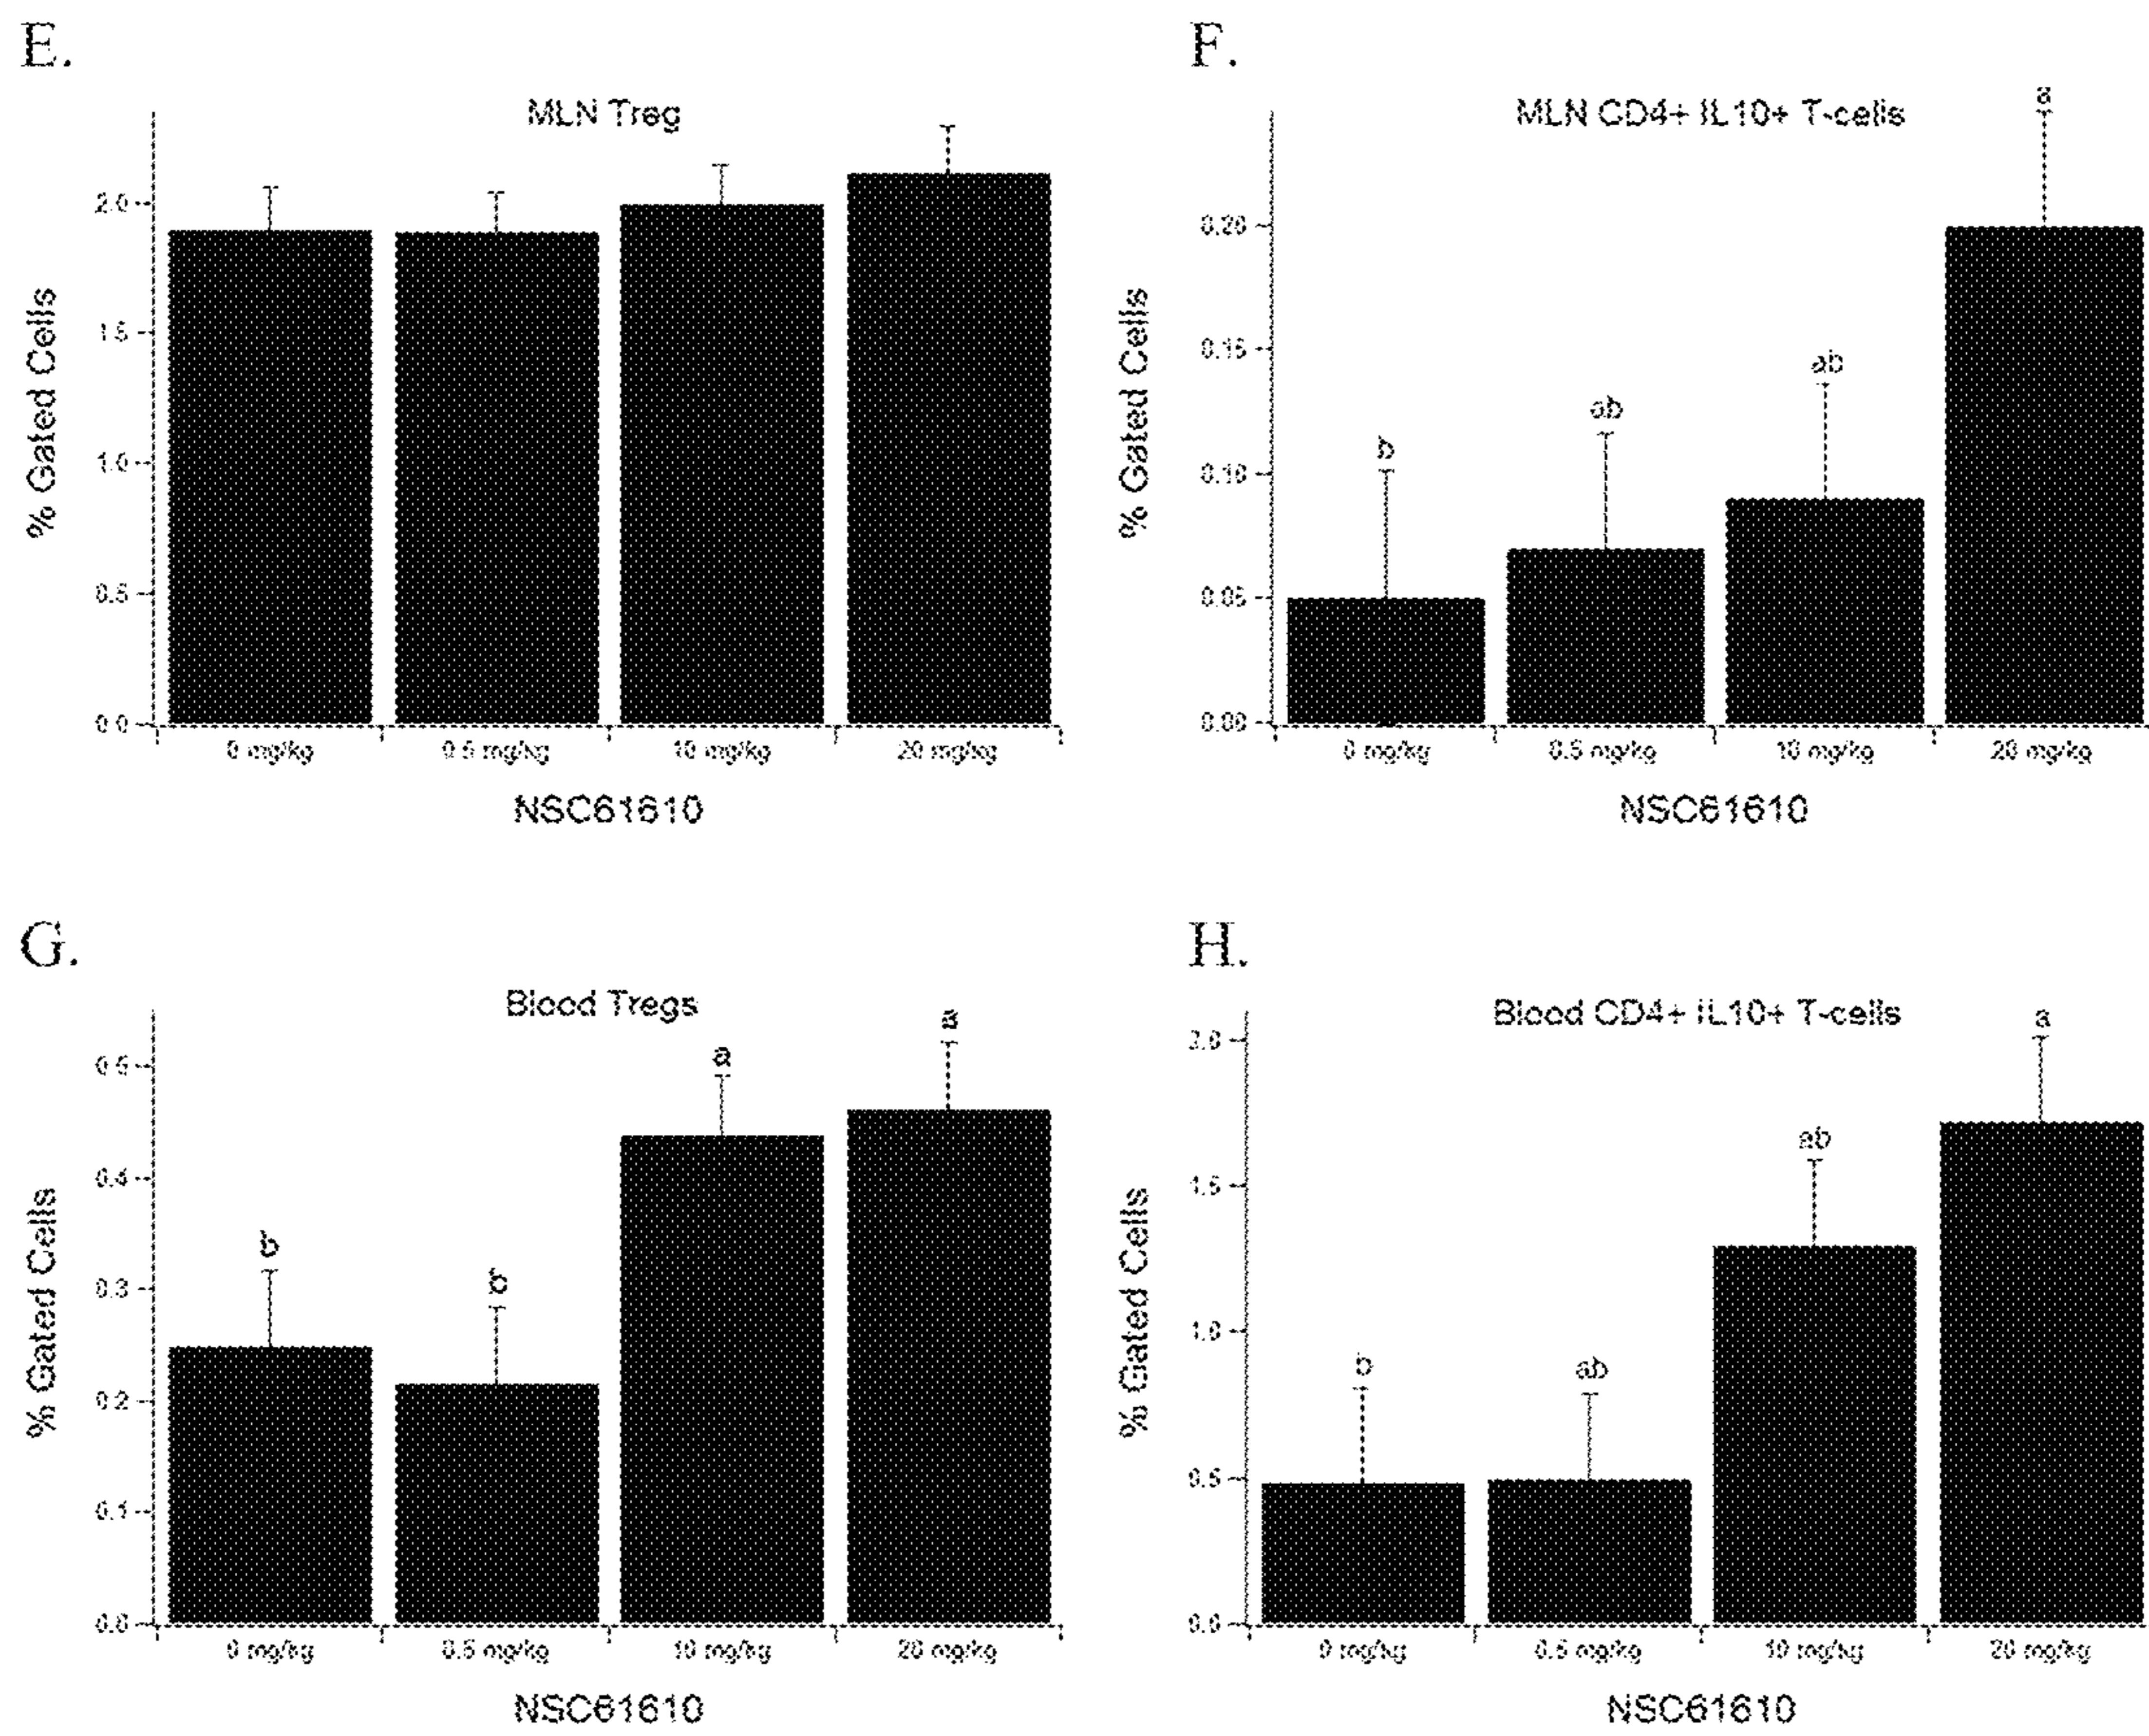 E.
MLN Treg
% Gated Cells
2.0
1.5
1.0
0.5
0.0
0 mg/kg 0.5 mg/kg 10 mg/kg 20 mg/kg
NSC61610
F.
MLN CD4+ IL10+ T-cells
% Gated Cells
0.20
0.15
0.10
0.05
0.00
b ab ab a
0 mg/kg 0.5 mg/kg 10 mg/kg 20 mg/kg
NSC61610
G.
Blood Tregs
% Gated Cells
0.5
0.4
0.3
0.2
0.1
0.0
b b a a
0 mg/kg 0.5 mg/kg 10 mg/kg 20 mg/kg
NSC61610
H.
Blood CD4+ IL10+ T-cells
% Gated Cells
2.0
1.5
1.0
0.5
0.0
b ab ab a
0 mg/kg 0.5 mg/kg 10 mg/kg 20 mg/kg
NSC61610